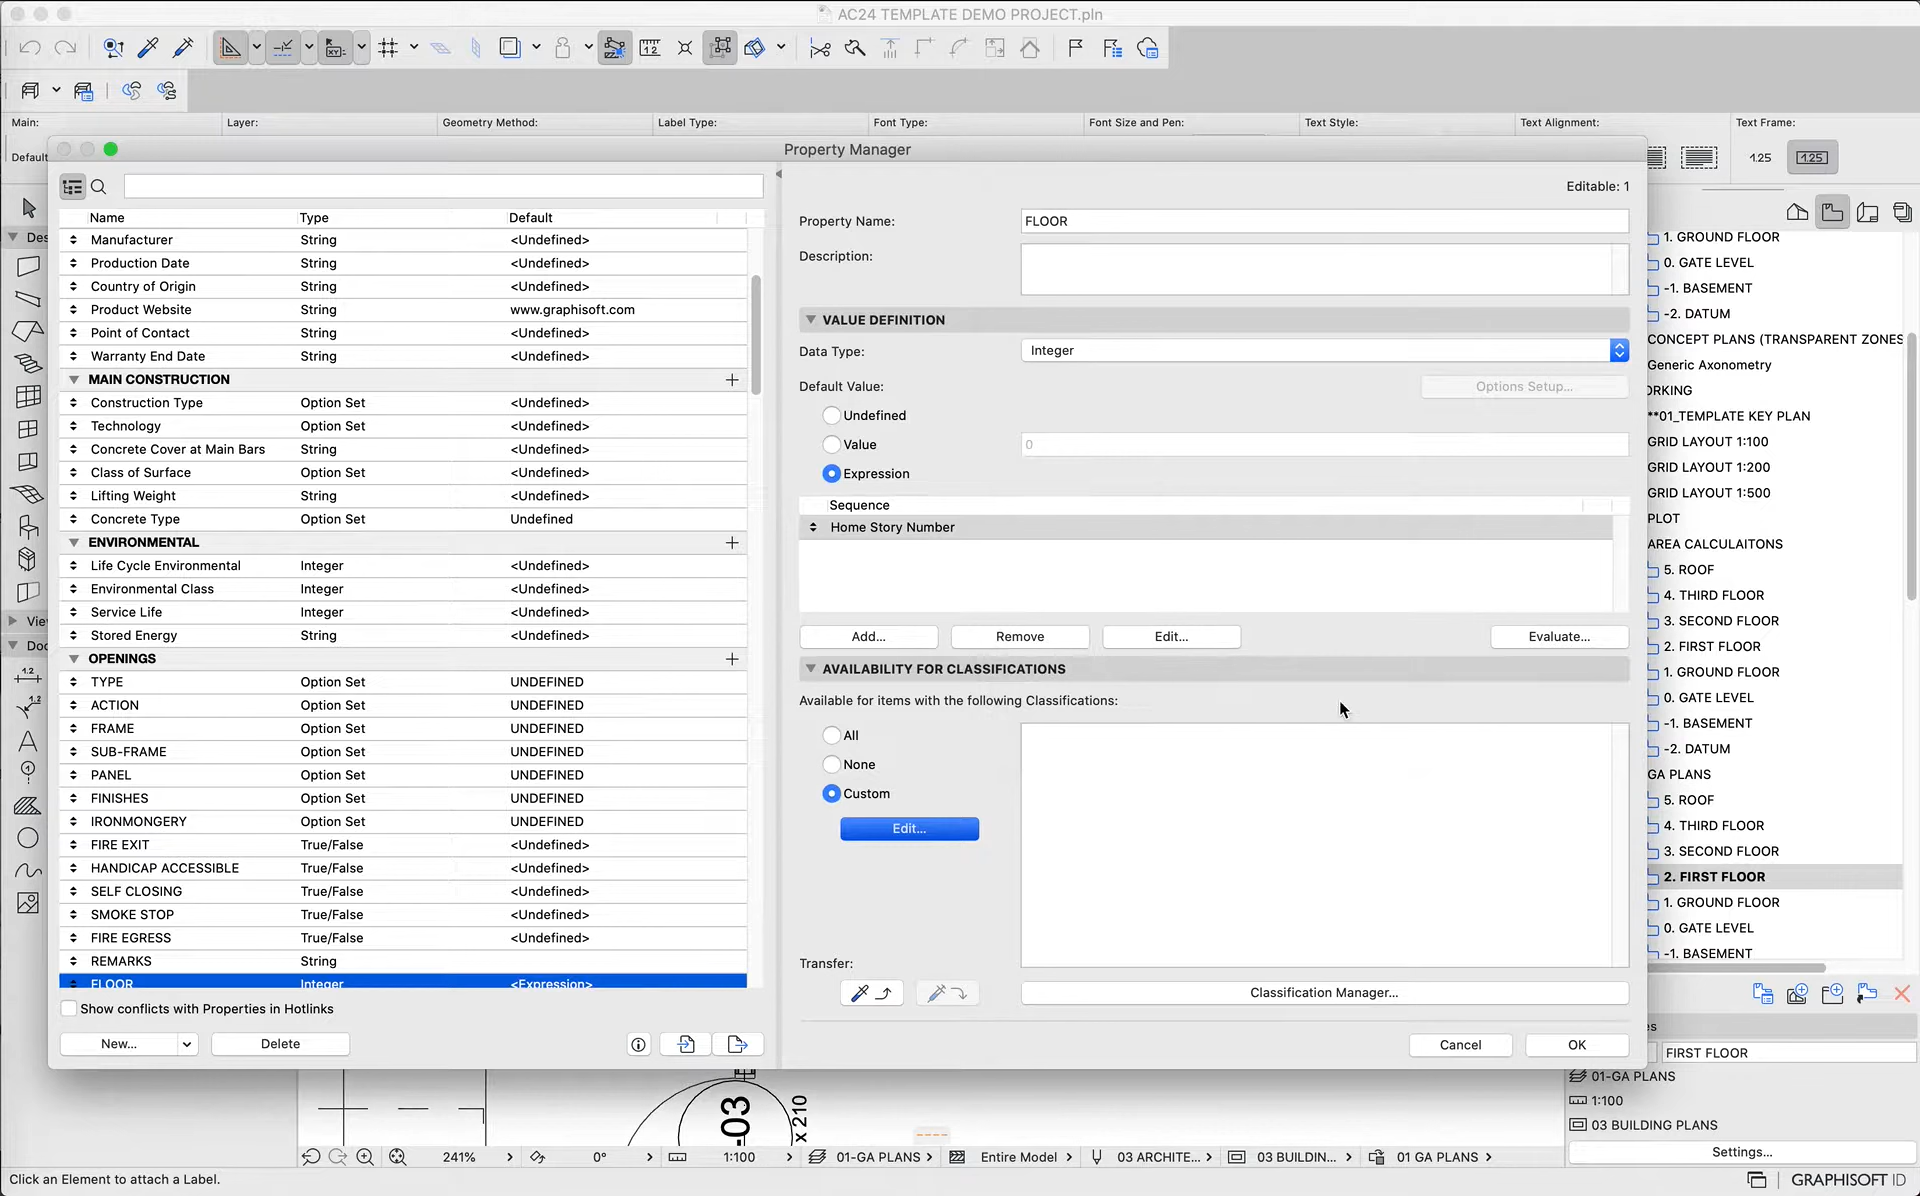 AC24 TEMPLATE DEMO PROJECT.pln
Main:
Layer:
Geometry Method:
Label Type:
Font Type:
Font Size and Pen:
Text Style:
Text Alignment:
Text Frame:
Default
1.25
1.25
Property Manager
Editable: 1
Name Type Default
Manufacturer String <Undefined>
Production Date String <Undefined>
Country of Origin String <Undefined>
Product Website String www.graphisoft.com
Point of Contact String <Undefined>
Warranty End Date String <Undefined>
MAIN CONSTRUCTION
Construction Type Option Set <Undefined>
Technology Option Set <Undefined>
Concrete Cover at Main Bars String <Undefined>
Class of Surface Option Set <Undefined>
Lifting Weight String <Undefined>
Concrete Type Option Set Undefined
ENVIRONMENTAL
Life Cycle Environmental Integer <Undefined>
Environmental Class Integer <Undefined>
Service Life Integer <Undefined>
Stored Energy String <Undefined>
OPENINGS
TYPE Option Set UNDEFINED
ACTION Option Set UNDEFINED
FRAME Option Set UNDEFINED
SUB-FRAME Option Set UNDEFINED
PANEL Option Set UNDEFINED
FINISHES Option Set UNDEFINED
IRONMONGERY Option Set UNDEFINED
FIRE EXIT True/False <Undefined>
HANDICAP ACCESSIBLE True/False <Undefined>
SELF CLOSING True/False <Undefined>
SMOKE STOP True/False <Undefined>
FIRE EGRESS True/False <Undefined>
REMARKS String
FLOOR Integer <Expression>
Show conflicts with Properties in Hotlinks
New...
Delete
Property Name: FLOOR
Description:
VALUE DEFINITION
Data Type: Integer
Default Value: Options Setup...
Undefined
Value 0
Expression
Sequence
Home Story Number
Add... Remove Edit... Evaluate...
AVAILABILITY FOR CLASSIFICATIONS
Available for items with the following Classifications:
All
None
Custom
Edit...
Transfer:
Classification Manager...
Cancel OK
Des
View
Doc
1.2
1.2
1. GROUND FLOOR
0. GATE LEVEL
-1. BASEMENT
-2. DATUM
CONCEPT PLANS (TRANSPARENT ZONES
Generic Axonometry
ORKING
**01_TEMPLATE KEY PLAN
GRID LAYOUT 1:100
GRID LAYOUT 1:200
GRID LAYOUT 1:500
PLOT
AREA CALCULAITONS
5. ROOF
4. THIRD FLOOR
3. SECOND FLOOR
2. FIRST FLOOR
1. GROUND FLOOR
0. GATE LEVEL
-1. BASEMENT
-2. DATUM
GA PLANS
5. ROOF
4. THIRD FLOOR
3. SECOND FLOOR
2. FIRST FLOOR
1. GROUND FLOOR
0. GATE LEVEL
-1. BASEMENT
es
FIRST FLOOR
01-GA PLANS
1:100
03 BUILDING PLANS
Settings...
-03
x 210
241% 0° 1:100 01-GA PLANS Entire Model 03 ARCHITE... 03 BUILDIN... 01 GA PLANS
Click an Element to attach a Label.
GRAPHISOFT ID